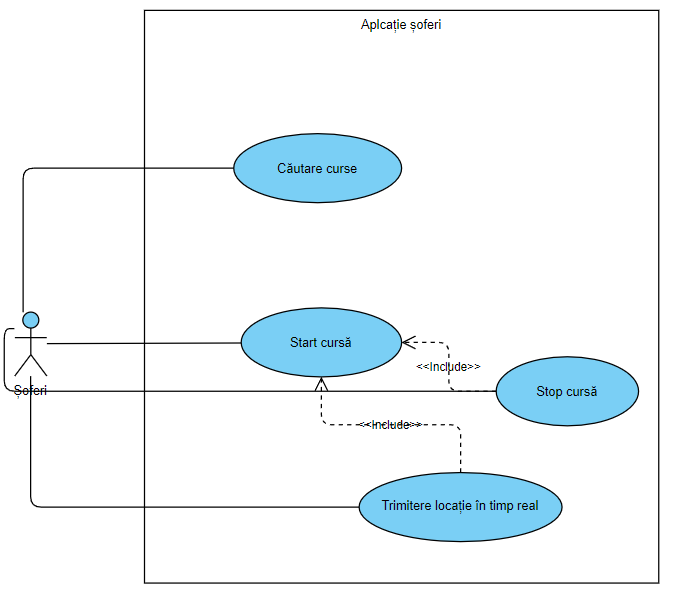 Aplcație șoferi
Căutare curse
Start cursă
<<Include>>
Stop cursă
Șoferi
<<Include>>
Trimitere locație în timp real